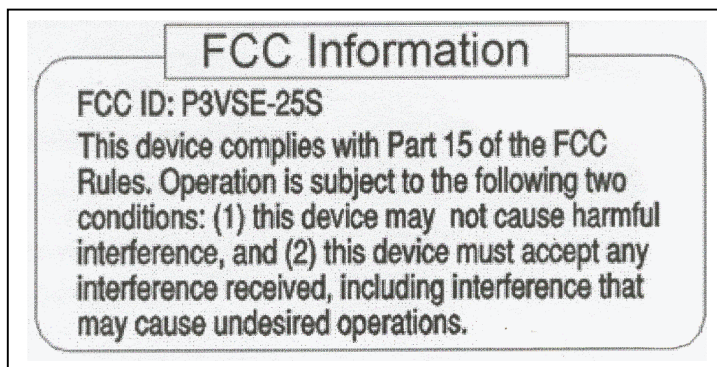 FCC Information
FCC ID: P3VSE-25S
This device complies with Part 15 of the FCC
Rules. Operation is subject to the following two
conditions: (1) this device may not cause harmful
interference, and (2) this device must accept any
interference received, including interference that
may cause undesired operations.